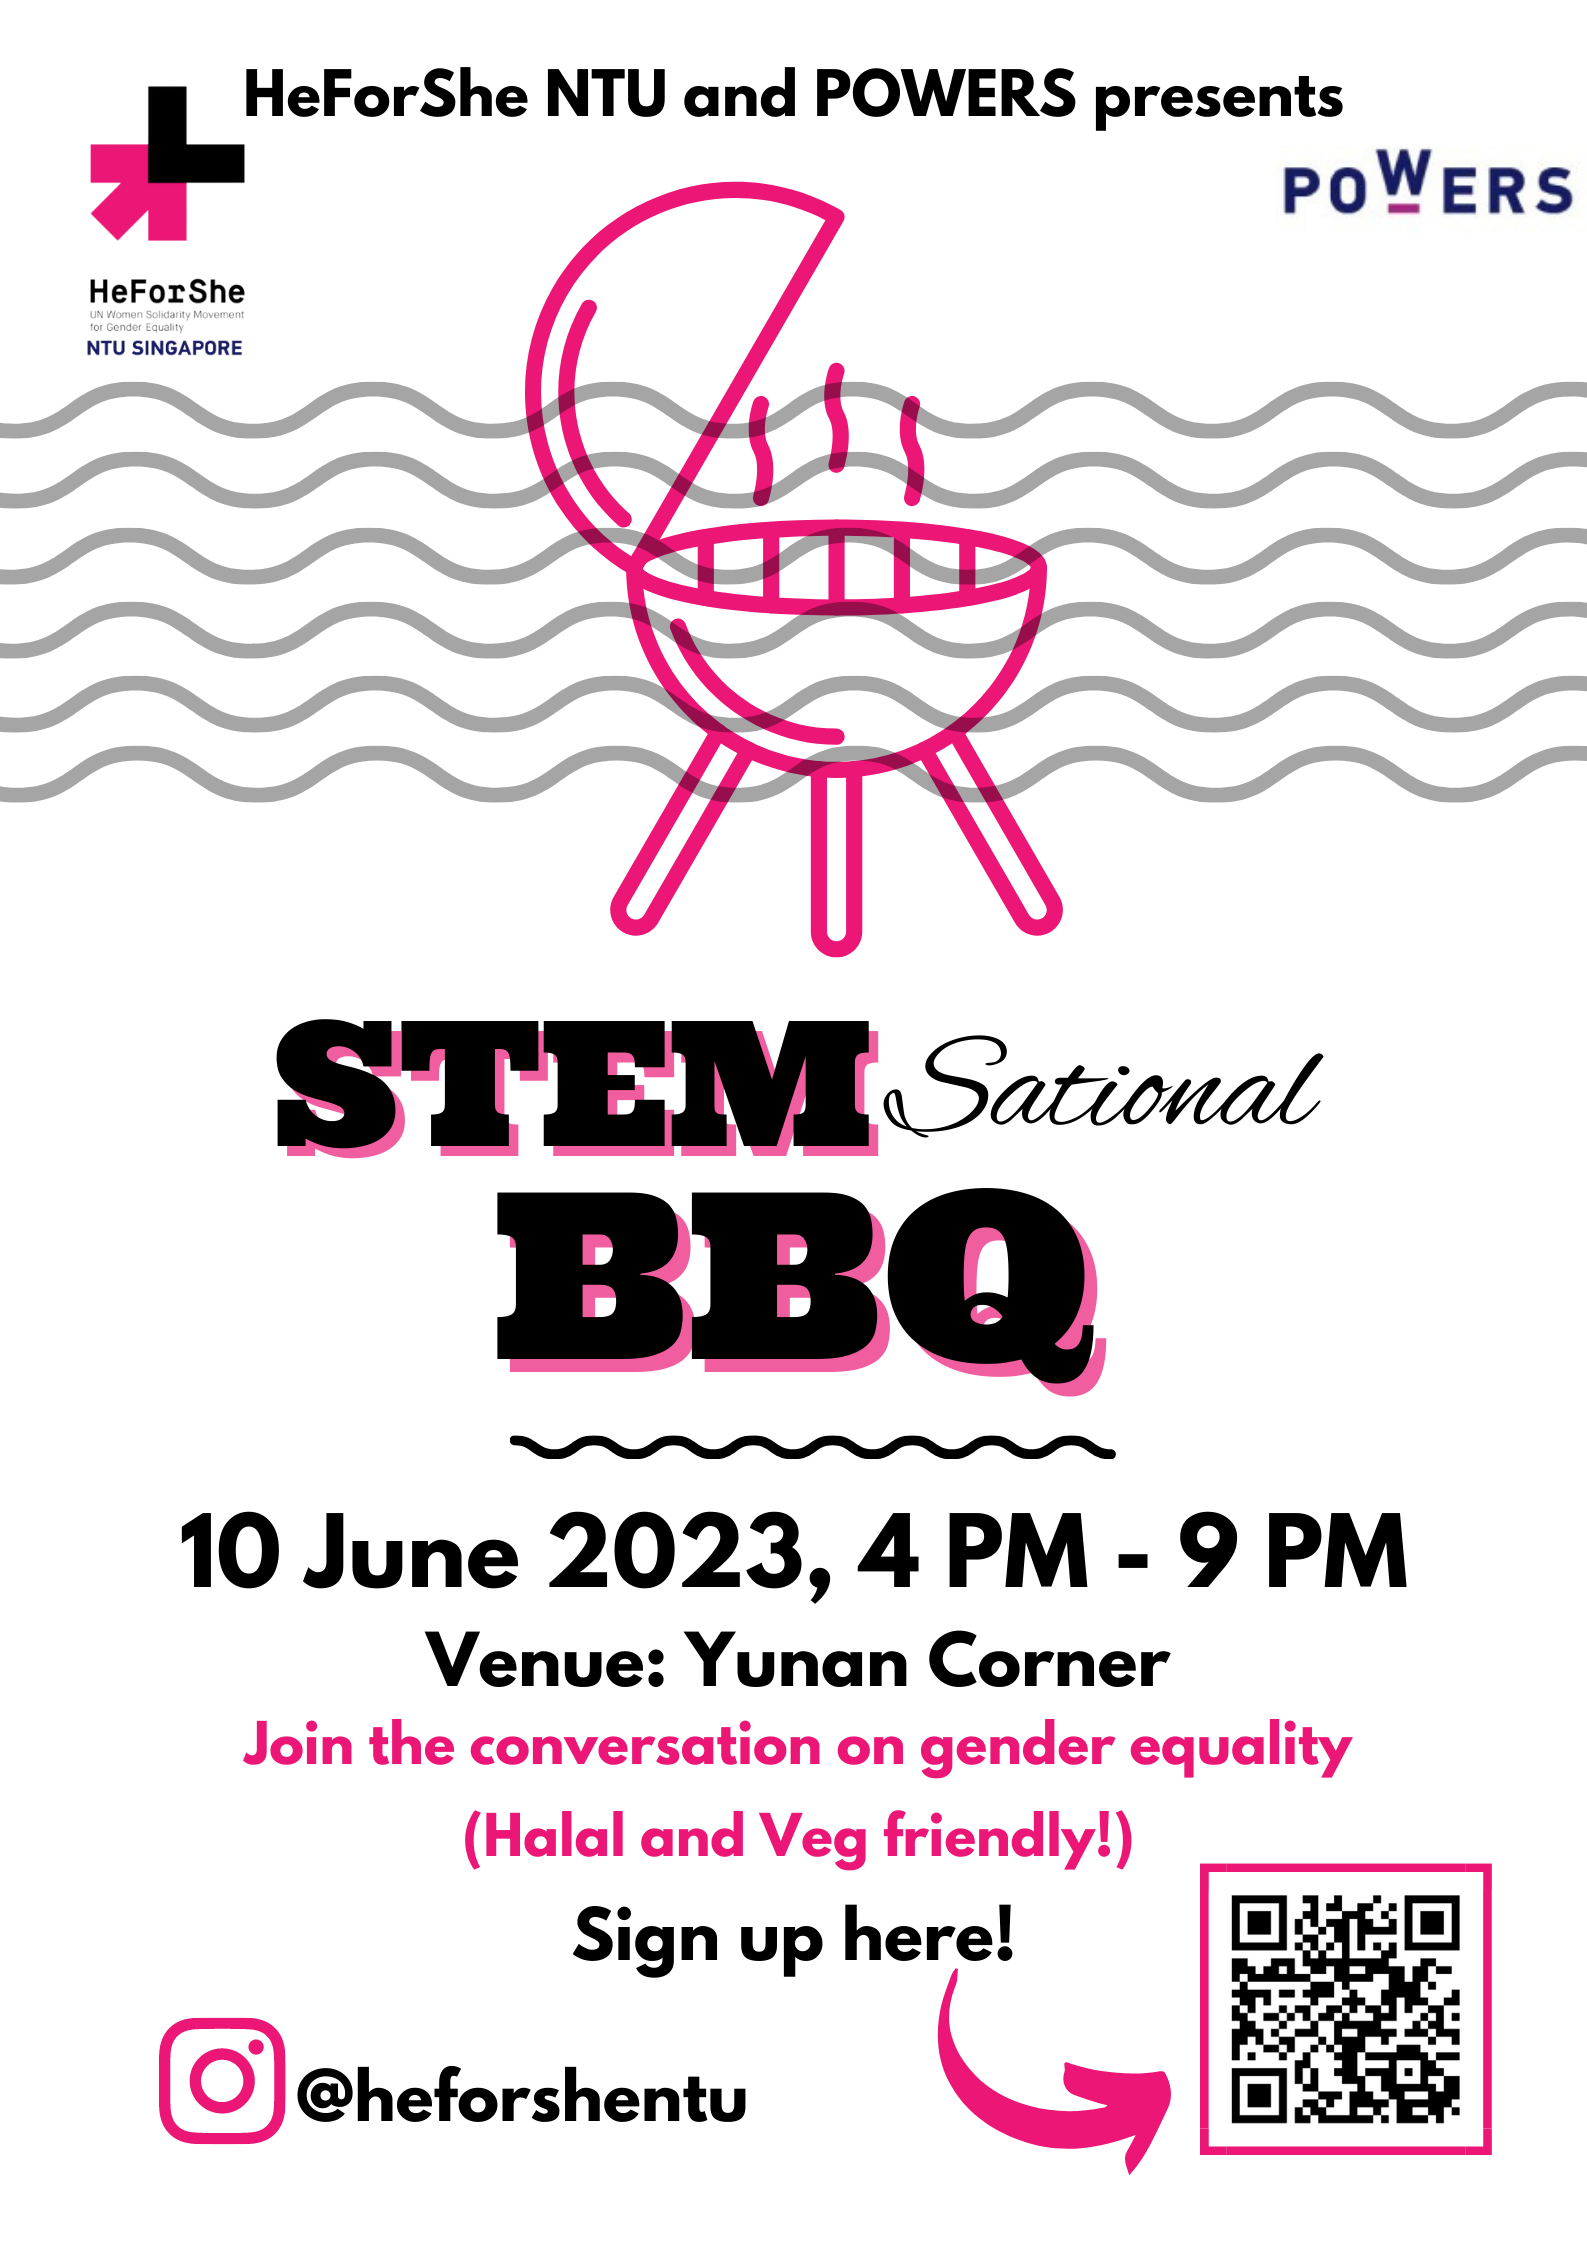 HeForShe NTU and POWERS presents
POWERS
HeForShe
UN Women Solidarity Movement
for Gender Equality
NTU SINGAPORE
STEM Sational
BBQ
10 June 2023, 4 PM - 9 PM
Venue: Yunan Corner
Join the conversation on gender equality
(Halal and Veg friendly!)
Sign up here!
@heforshentu